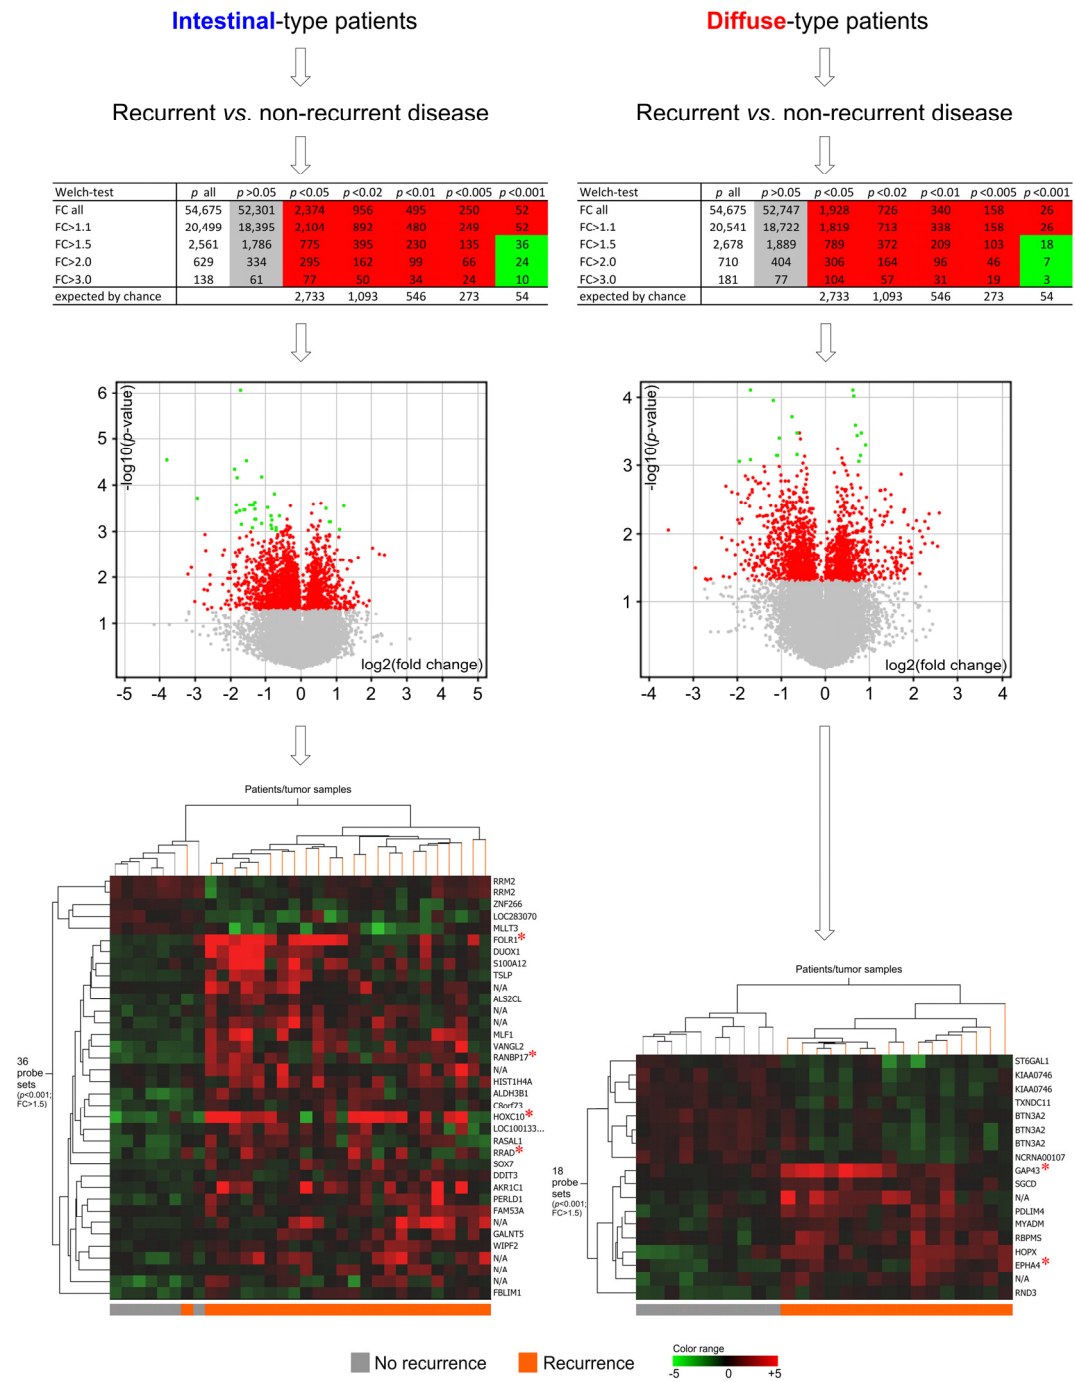 Intestinal-type patients
Recurrent vs. non-recurrent disease
Welch-test p all p >0.05 p <0.05 p <0.02 p <0.01 p <0.005 p <0.001
FC all 54,675 52,301 2,374 956 495 250 52
FC>1.1 20,499 18,395 2,104 892 480 249 52
FC>1.5 2,561 1,786 775 395 230 135 36
FC>2.0 629 334 295 162 99 66 24
FC>3.0 138 61 77 50 34 24 10
expected by chance 2,733 1,093 546 273 54
-log10(p-value)
6
5
4
3
2
1
log2(fold change)
-5 -4 -3 -2 -1 0 1 2 3 4 5
Patients/tumor samples
36
probe
sets
(p<0.001;
FC>1.5)
RRM2
RRM2
ZNF266
LOC283070
MLLT3
FOLR1*
DUOX1
S100A12
TSLP
N/A
ALS2CL
N/A
N/A
MLF1
VANGL2
RANBP17*
N/A
HIST1H4A
ALDH3B1
C8orf73
HOXC10*
LOC100133...
RASAL1
RRAD*
SOX7
DDIT3
AKR1C1
PERLD1
FAM53A
N/A
GALNT5
WIPF2
N/A
N/A
N/A
FBLIM1
Diffuse-type patients
Recurrent vs. non-recurrent disease
Welch-test p all p >0.05 p <0.05 p <0.02 p <0.01 p <0.005 p <0.001
FC all 54,675 52,747 1,928 726 340 158 26
FC>1.1 20,541 18,722 1,819 713 338 158 26
FC>1.5 2,678 1,889 789 372 209 103 18
FC>2.0 710 404 306 164 96 46 7
FC>3.0 181 77 104 57 31 19 3
expected by chance 2,733 1,093 546 273 54
-log10(p-value)
4
3
2
1
log2(fold change)
-4 -3 -2 -1 0 1 2 3 4
Patients/tumor samples
18
probe
sets
(p<0.001;
FC>1.5)
ST6GAL1
KIAA0746
KIAA0746
TXNDC11
BTN3A2
BTN3A2
BTN3A2
NCRNA00107
GAP43*
SGCD
N/A
PDLIM4
MYADM
RBPMS
HOPX
EPHA4*
N/A
RND3
No recurrence Recurrence
Color range
-5 0 +5